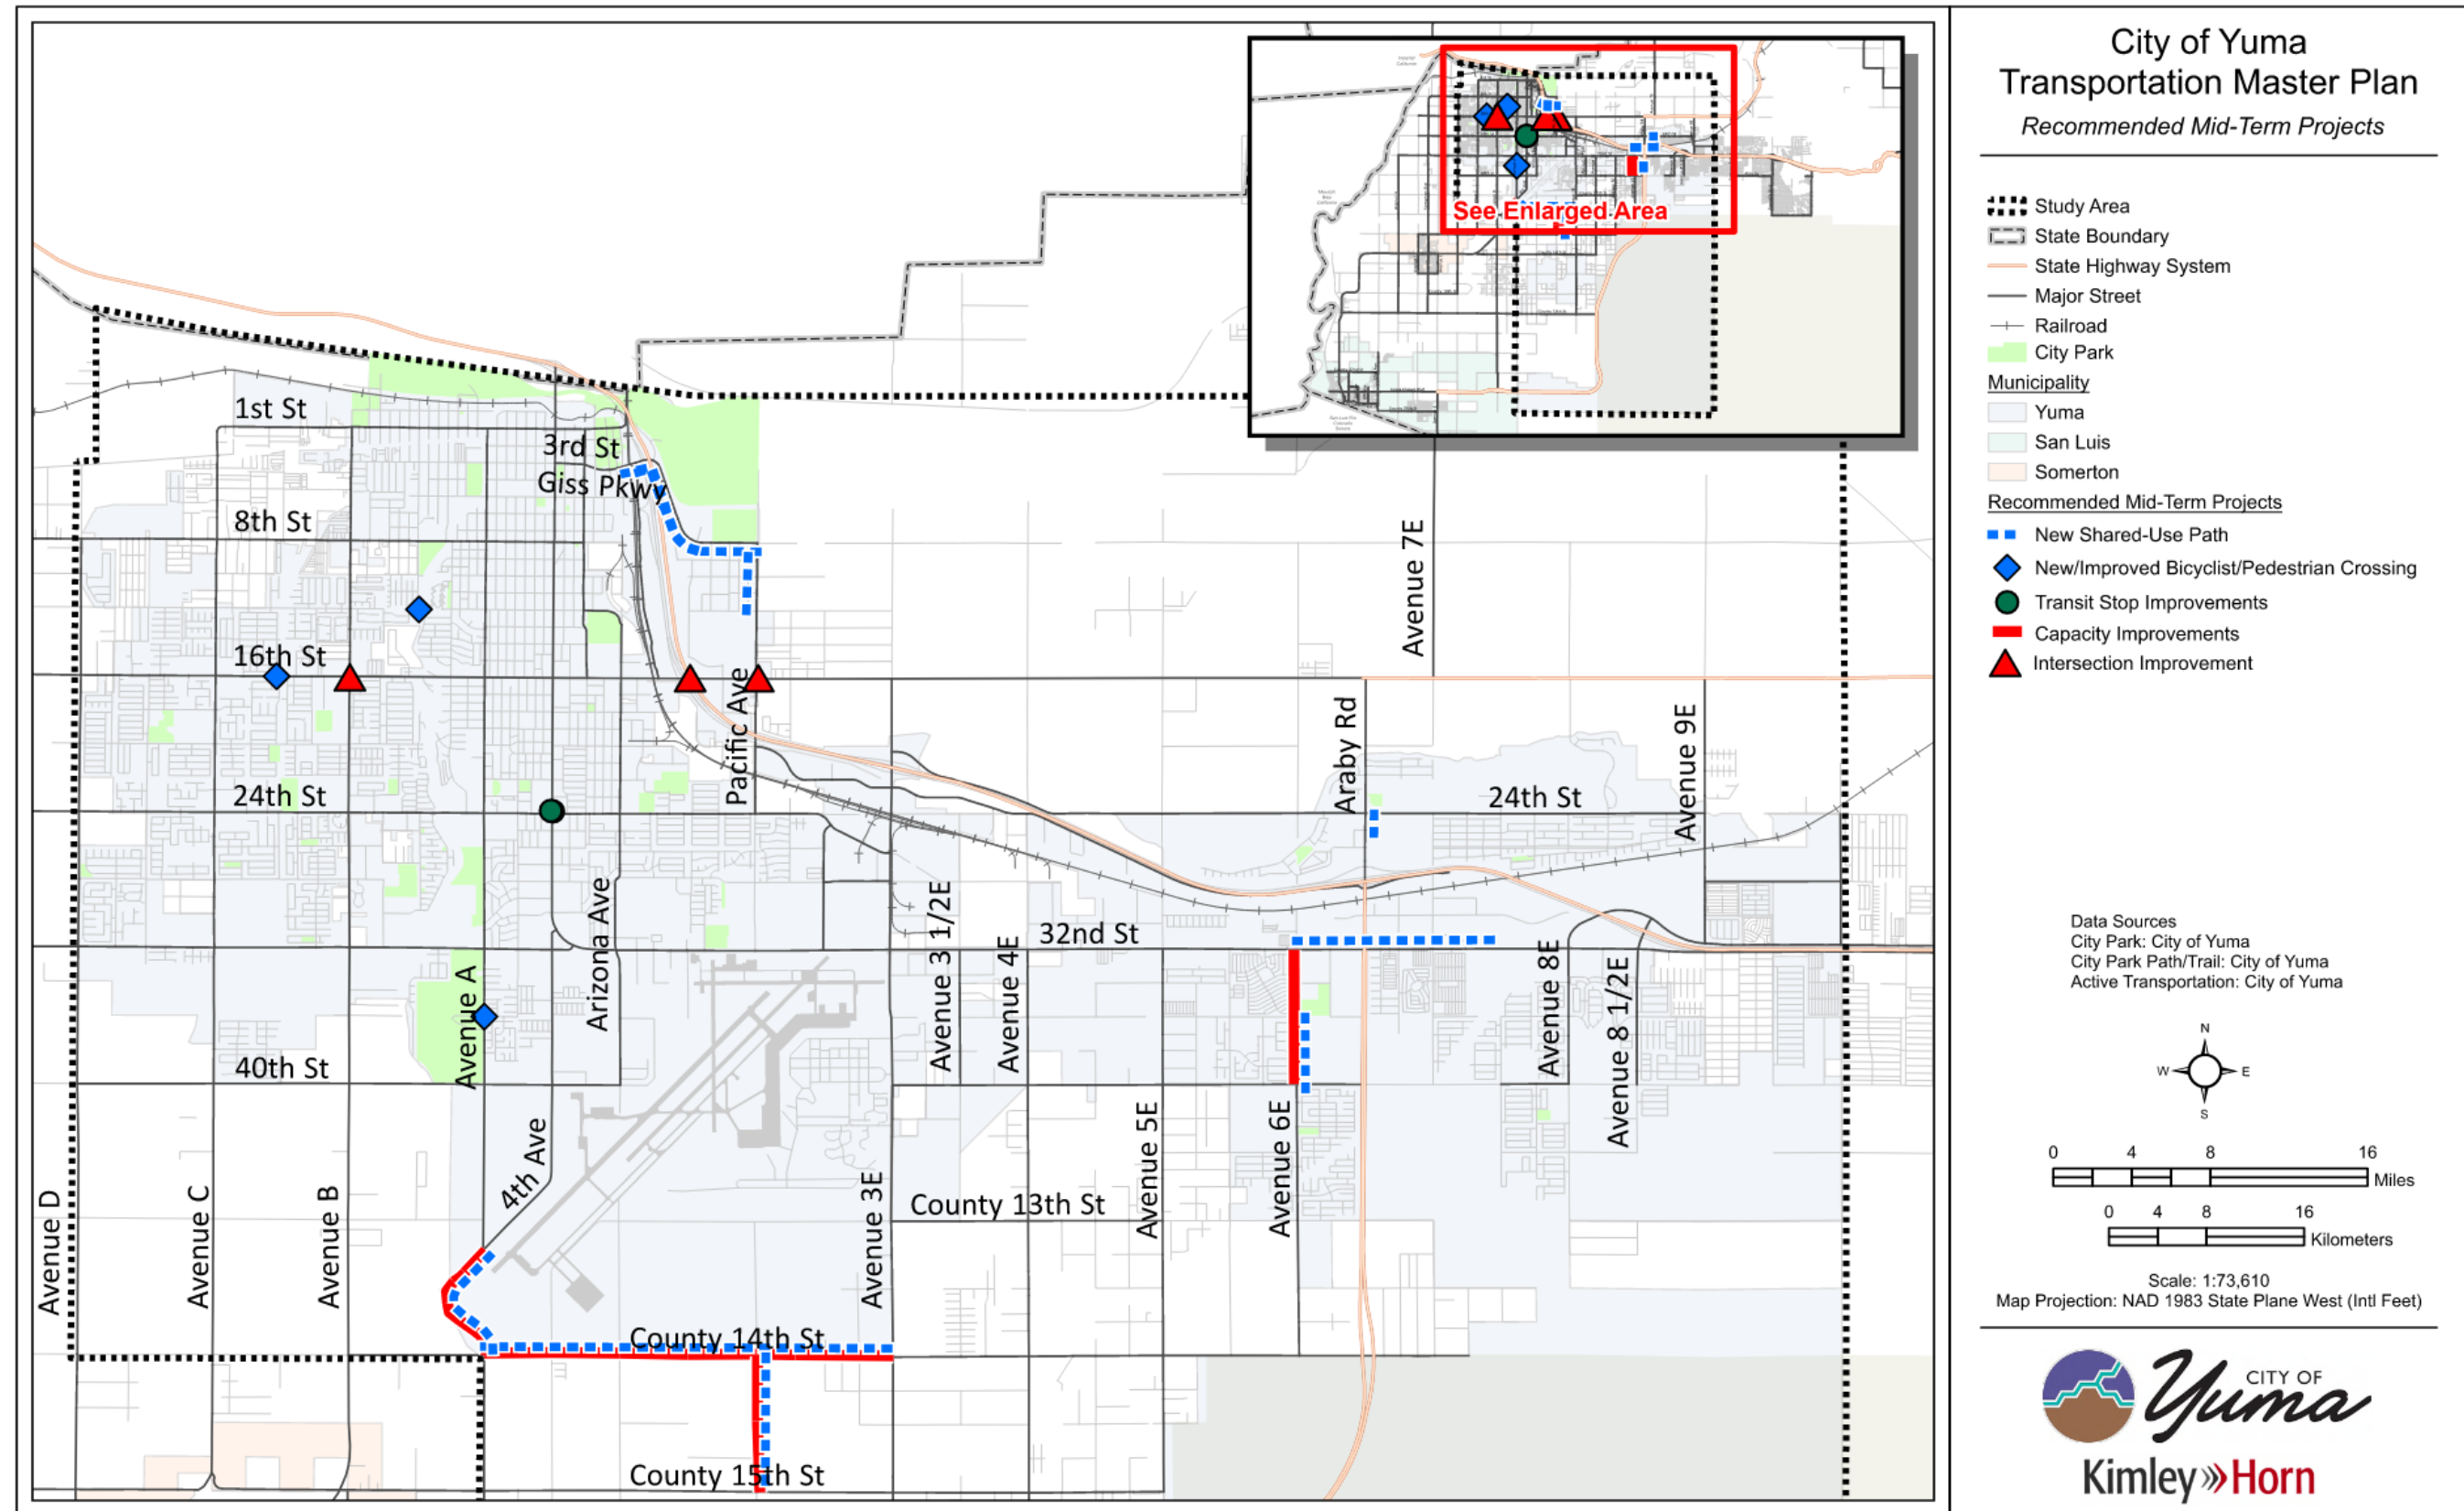 City of Yuma
Transportation Master Plan
Recommended Mid-Term Projects
Study Area
State Boundary
State Highway System
Major Street
Railroad
City Park
Municipality
Yuma
San Luis
Somerton
Recommended Mid-Term Projects
New Shared-Use Path
New/Improved Bicyclist/Pedestrian Crossing
Transit Stop Improvements
Capacity Improvements
Intersection Improvement
Data Sources
City Park: City of Yuma
City Park Path/Trail: City of Yuma
Active Transportation: City of Yuma
N
W
E
S
0 4 8 16
Miles
0 4 8 16
Kilometers
Scale: 1:73,610
Map Projection: NAD 1983 State Plane West (Intl Feet)
CITY OF
Yuma
Kimley»Horn
See Enlarged Area
1st St
3rd St
Giss Pkwy
8th St
16th St
24th St
24th St
32nd St
40th St
County 13th St
County 14th St
County 15th St
Avenue D
Avenue C
Avenue B
Avenue A
4th Ave
Arizona Ave
Pacific Ave
Avenue 3E
Avenue 3 1/2E
Avenue 4E
Avenue 5E
Avenue 6E
Araby Rd
Avenue 7E
Avenue 8E
Avenue 8 1/2E
Avenue 9E